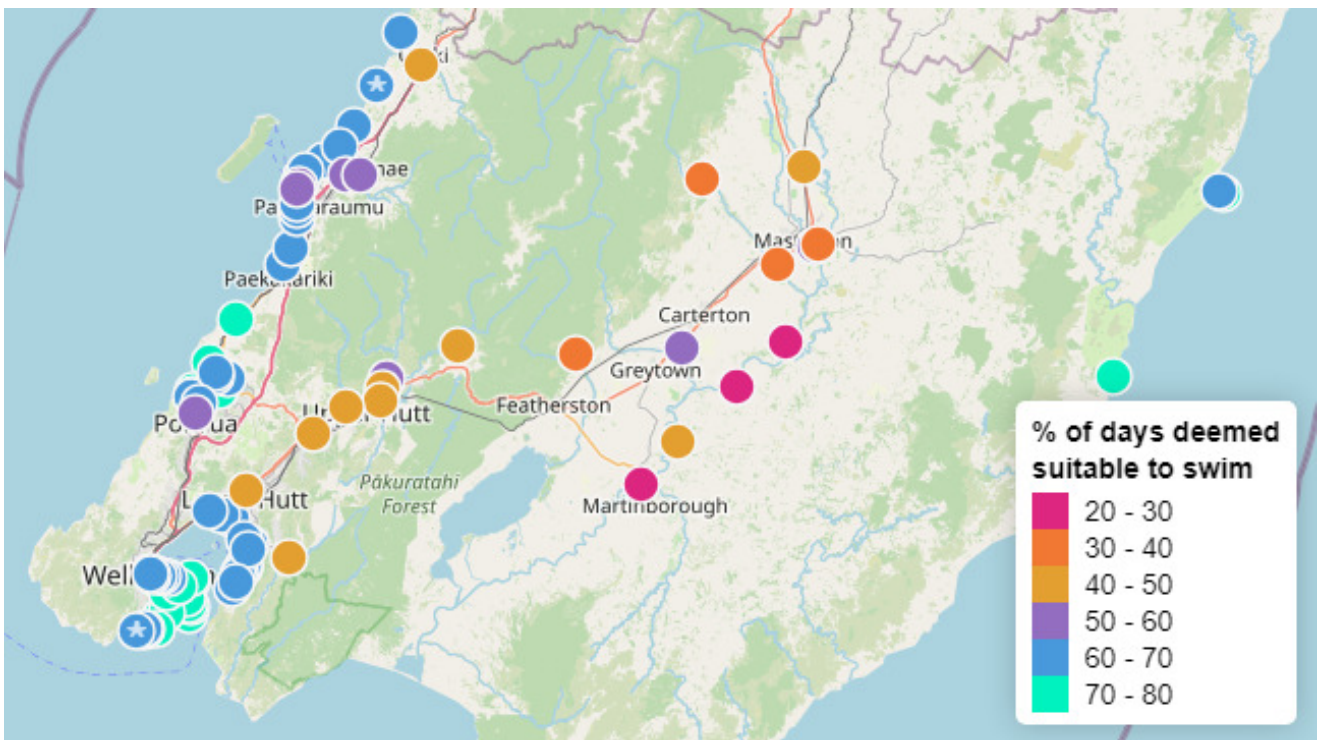 Paekakariki
Carterton
Greytown
Featherston
Pākuratahi
Forest
Martinborough
% of days deemed
suitable to swim
20 - 30
30 - 40
40 - 50
50 - 60
60 - 70
70 - 80